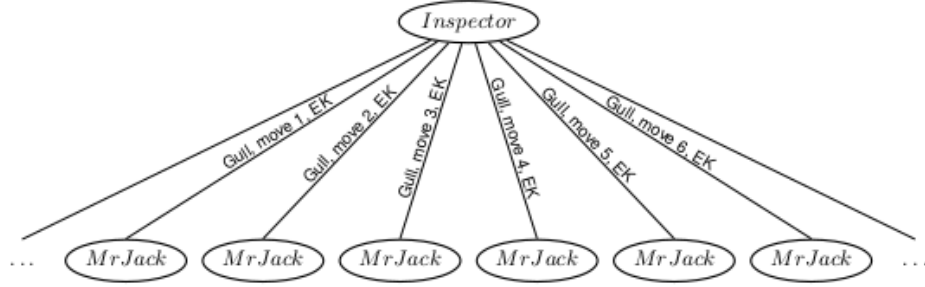 Inspector
Gull, move 1, EK
Gull, move 2, EK
Gull, move 3, EK
Gull, move 4, EK
Gull, move 5, EK
Gull, move 6, EK
... MrJack MrJack MrJack MrJack MrJack MrJack ...